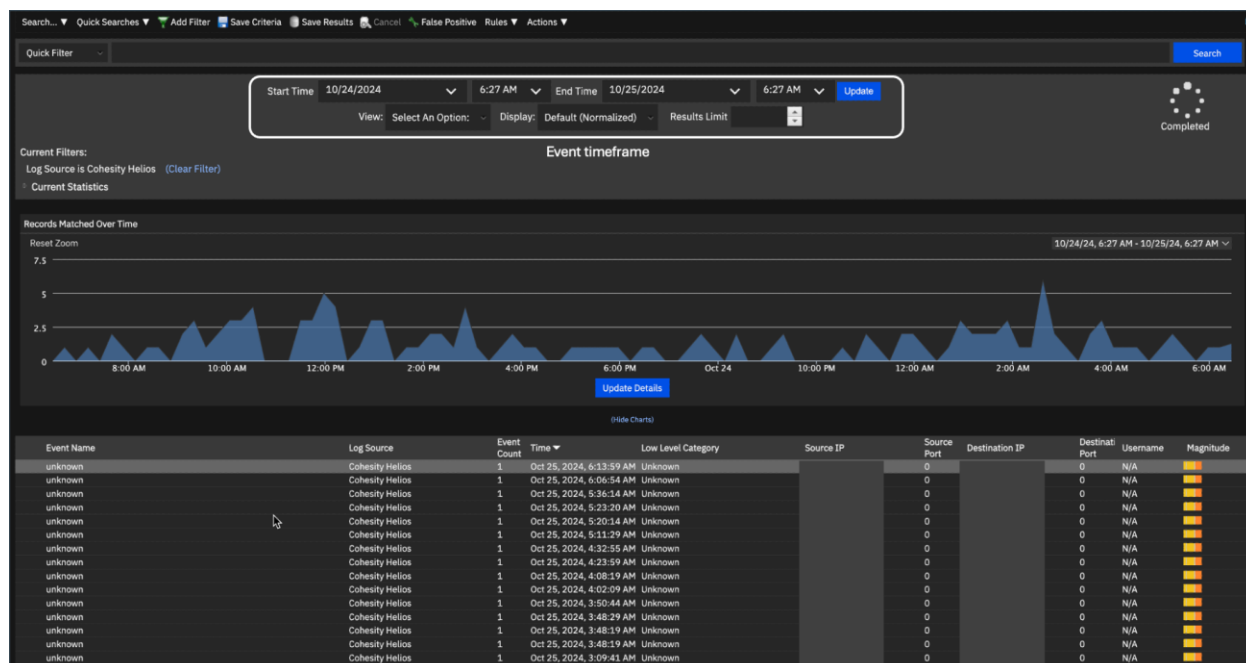 Search... ▼ Quick Searches ▼ Add Filter Save Criteria Save Results Cancel False Positive Rules ▼ Actions ▼
Quick Filter Search
Start Time 10/24/2024 6:27 AM End Time 10/25/2024 6:27 AM Update
View: Select An Option: Display: Default (Normalized) Results Limit
Completed
Current Filters:
Event timeframe
Log Source is Cohesity Helios (Clear Filter)
Current Statistics
Records Matched Over Time
Reset Zoom 10/24/24, 6:27 AM - 10/25/24, 6:27 AM
7.5
5
2.5
0
8:00 AM 10:00 AM 12:00 PM 2:00 PM 4:00 PM 6:00 PM Oct 24 10:00 PM 12:00 AM 2:00 AM 4:00 AM 6:00 AM
Update Details
(Hide Charts)
Event Name Log Source Event Count Time ▼ Low Level Category Source IP Source Port Destination IP Destinati Port Username Magnitude
unknown Cohesity Helios 1 Oct 25, 2024, 6:13:59 AM Unknown 0 0 N/A
unknown Cohesity Helios 1 Oct 25, 2024, 6:06:54 AM Unknown 0 0 N/A
unknown Cohesity Helios 1 Oct 25, 2024, 5:36:14 AM Unknown 0 0 N/A
unknown Cohesity Helios 1 Oct 25, 2024, 5:23:20 AM Unknown 0 0 N/A
unknown Cohesity Helios 1 Oct 25, 2024, 5:20:14 AM Unknown 0 0 N/A
unknown Cohesity Helios 1 Oct 25, 2024, 5:11:29 AM Unknown 0 0 N/A
unknown Cohesity Helios 1 Oct 25, 2024, 4:32:55 AM Unknown 0 0 N/A
unknown Cohesity Helios 1 Oct 25, 2024, 4:23:59 AM Unknown 0 0 N/A
unknown Cohesity Helios 1 Oct 25, 2024, 4:08:19 AM Unknown 0 0 N/A
unknown Cohesity Helios 1 Oct 25, 2024, 4:02:09 AM Unknown 0 0 N/A
unknown Cohesity Helios 1 Oct 25, 2024, 3:50:44 AM Unknown 0 0 N/A
unknown Cohesity Helios 1 Oct 25, 2024, 3:48:29 AM Unknown 0 0 N/A
unknown Cohesity Helios 1 Oct 25, 2024, 3:48:19 AM Unknown 0 0 N/A
unknown Cohesity Helios 1 Oct 25, 2024, 3:48:19 AM Unknown 0 0 N/A
unknown Cohesity Helios 1 Oct 25, 2024, 3:09:41 AM Unknown 0 0 N/A